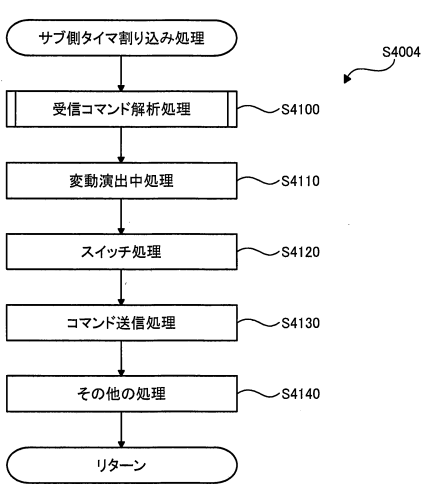 サブ側タイマ割り込み処理
S4004
受信コマンド解析処理
S4100
変動演出中処理
S4110
スイッチ処理
S4120
コマンド送信処理
S4130
その他の処理
S4140
リターン